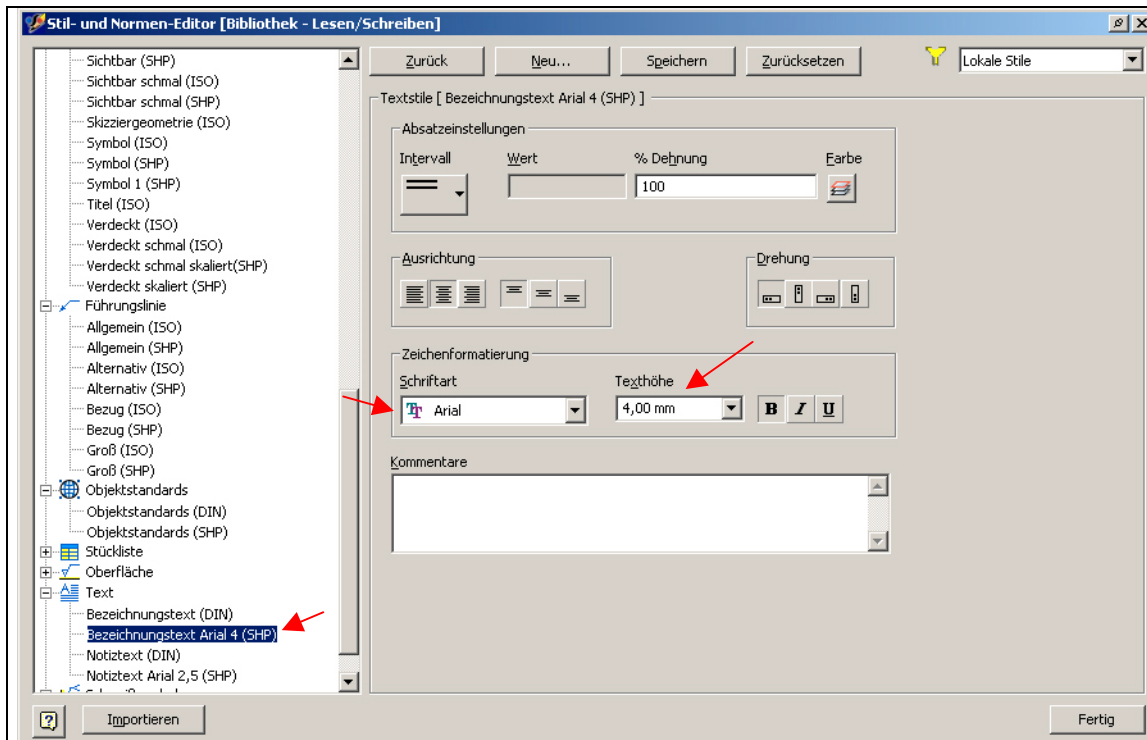 Stil- und Normen-Editor [Bibliothek - Lesen/Schreiben]
Sichtbar (SHP)
Sichtbar schmal (ISO)
Sichtbar schmal (SHP)
Skizziergeometrie (ISO)
Symbol (ISO)
Symbol (SHP)
Symbol 1 (SHP)
Titel (ISO)
Verdeckt (ISO)
Verdeckt schmal (ISO)
Verdeckt schmal skaliert(SHP)
Verdeckt skaliert (SHP)
Führungslinie
Allgemein (ISO)
Allgemein (SHP)
Alternativ (ISO)
Alternativ (SHP)
Bezug (ISO)
Bezug (SHP)
Groß (ISO)
Groß (SHP)
Objektstandards
Objektstandards (DIN)
Objektstandards (SHP)
Stückliste
Oberfläche
Text
Bezeichnungstext (DIN)
Bezeichnungstext Arial 4 (SHP)
Notiztext (DIN)
Notiztext Arial 2,5 (SHP)
Zurück Neu... Speichern Zurücksetzen Lokale Stile
Textstile [ Bezeichnungstext Arial 4 (SHP) ]
Absatzeinstellungen
Intervall Wert % Dehnung Farbe
100
Ausrichtung Drehung
Zeichenformatierung
Schriftart Texthöhe
Arial 4,00 mm B I U
Kommentare
Importieren Fertig